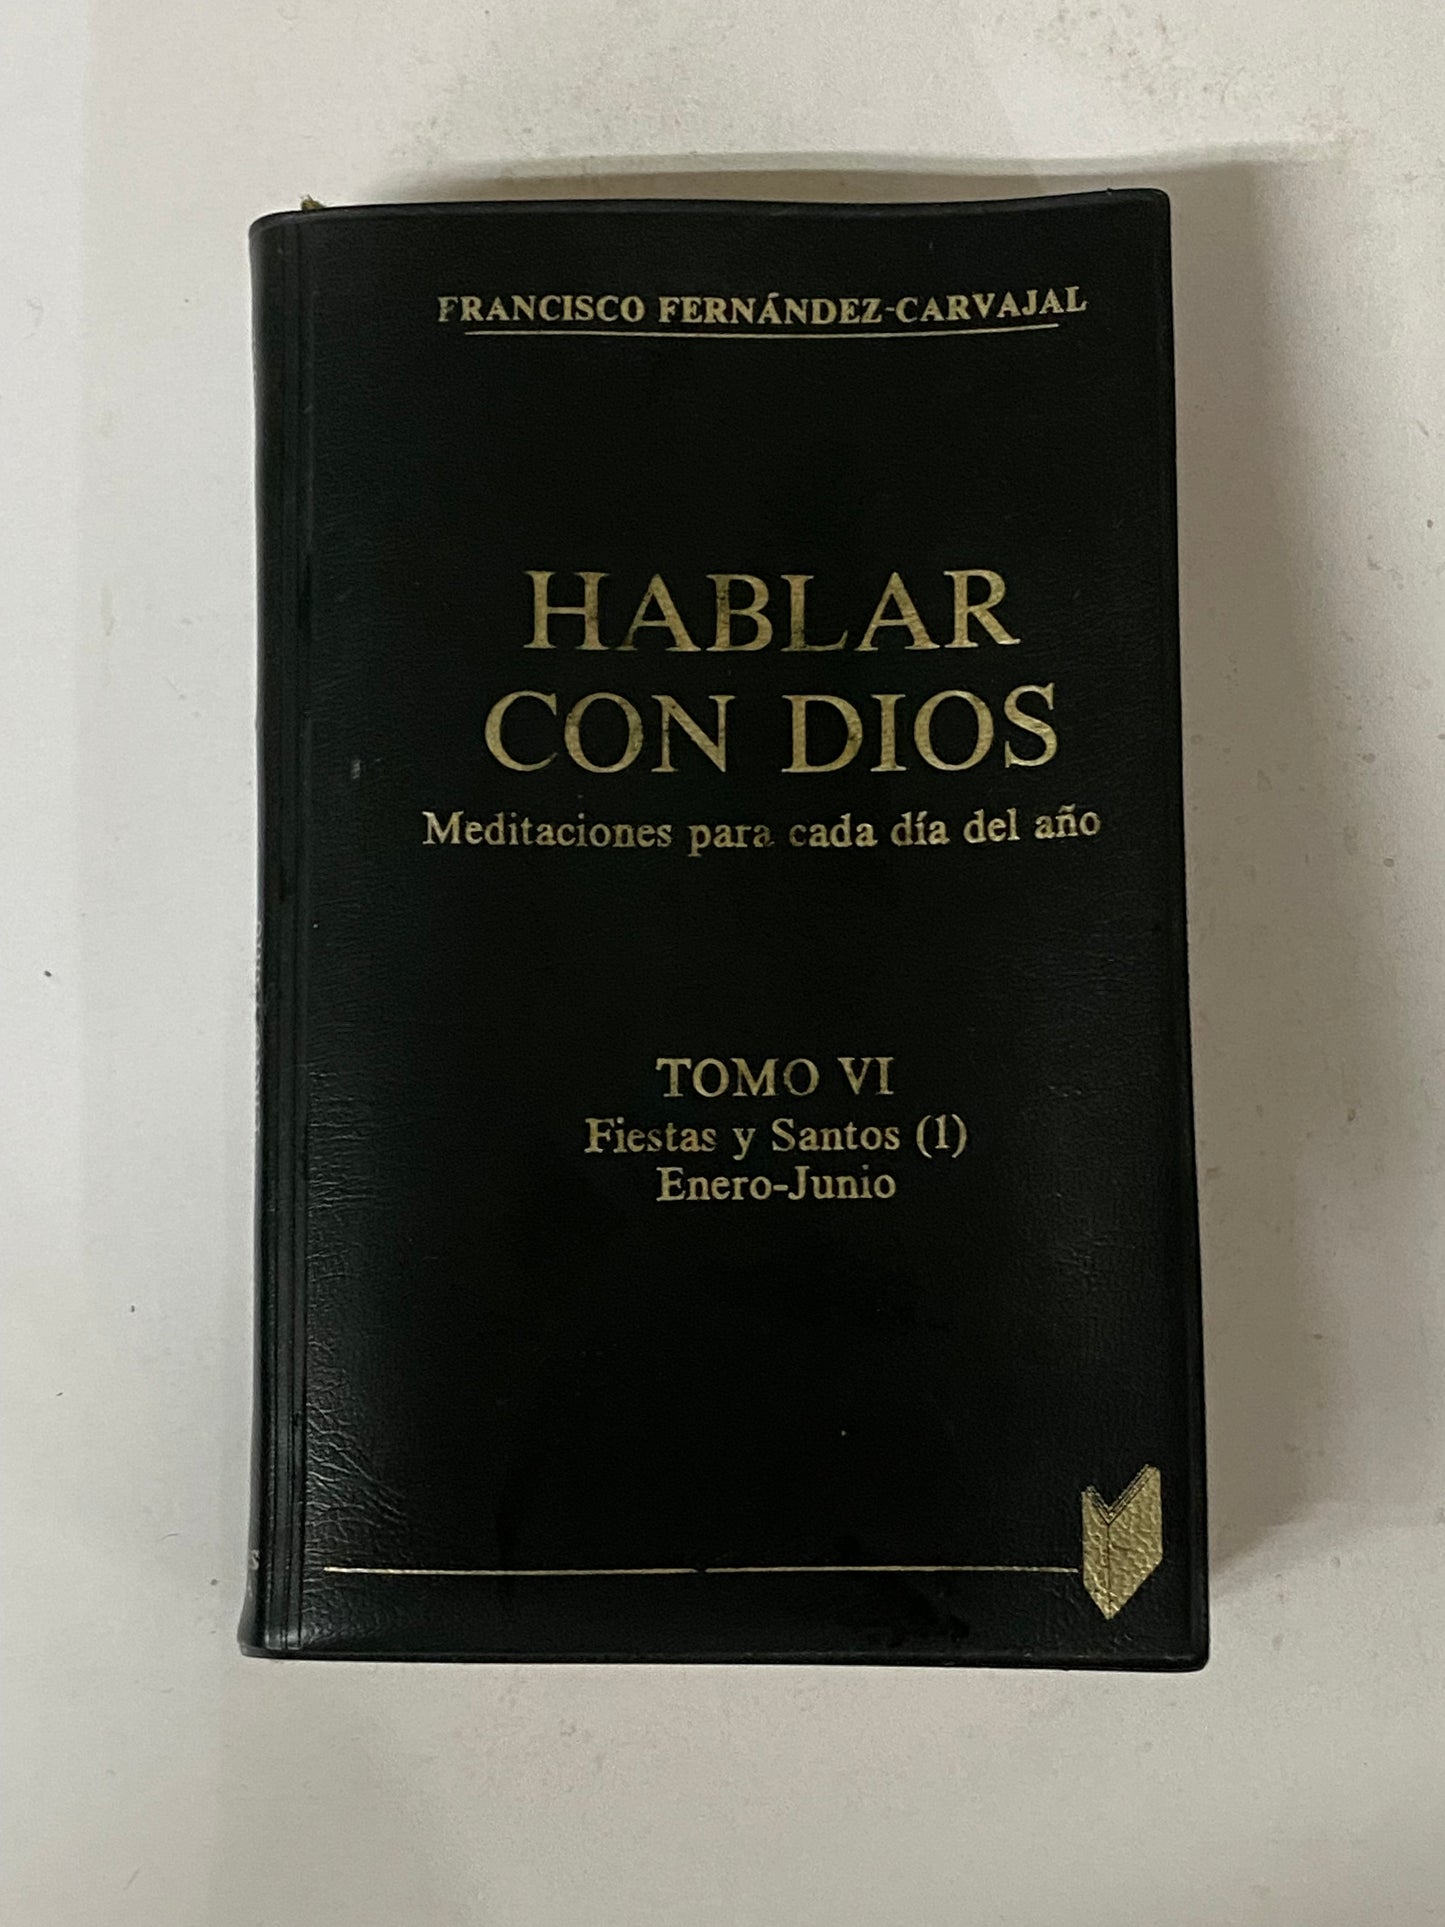 FRANCISCO FERNÁNDEZ-CARVAJAL
HABLAR
CON DIOS
Meditaciones para cada día del año
TOMO VI
Fiestas y Santos (1)
Enero-Junio